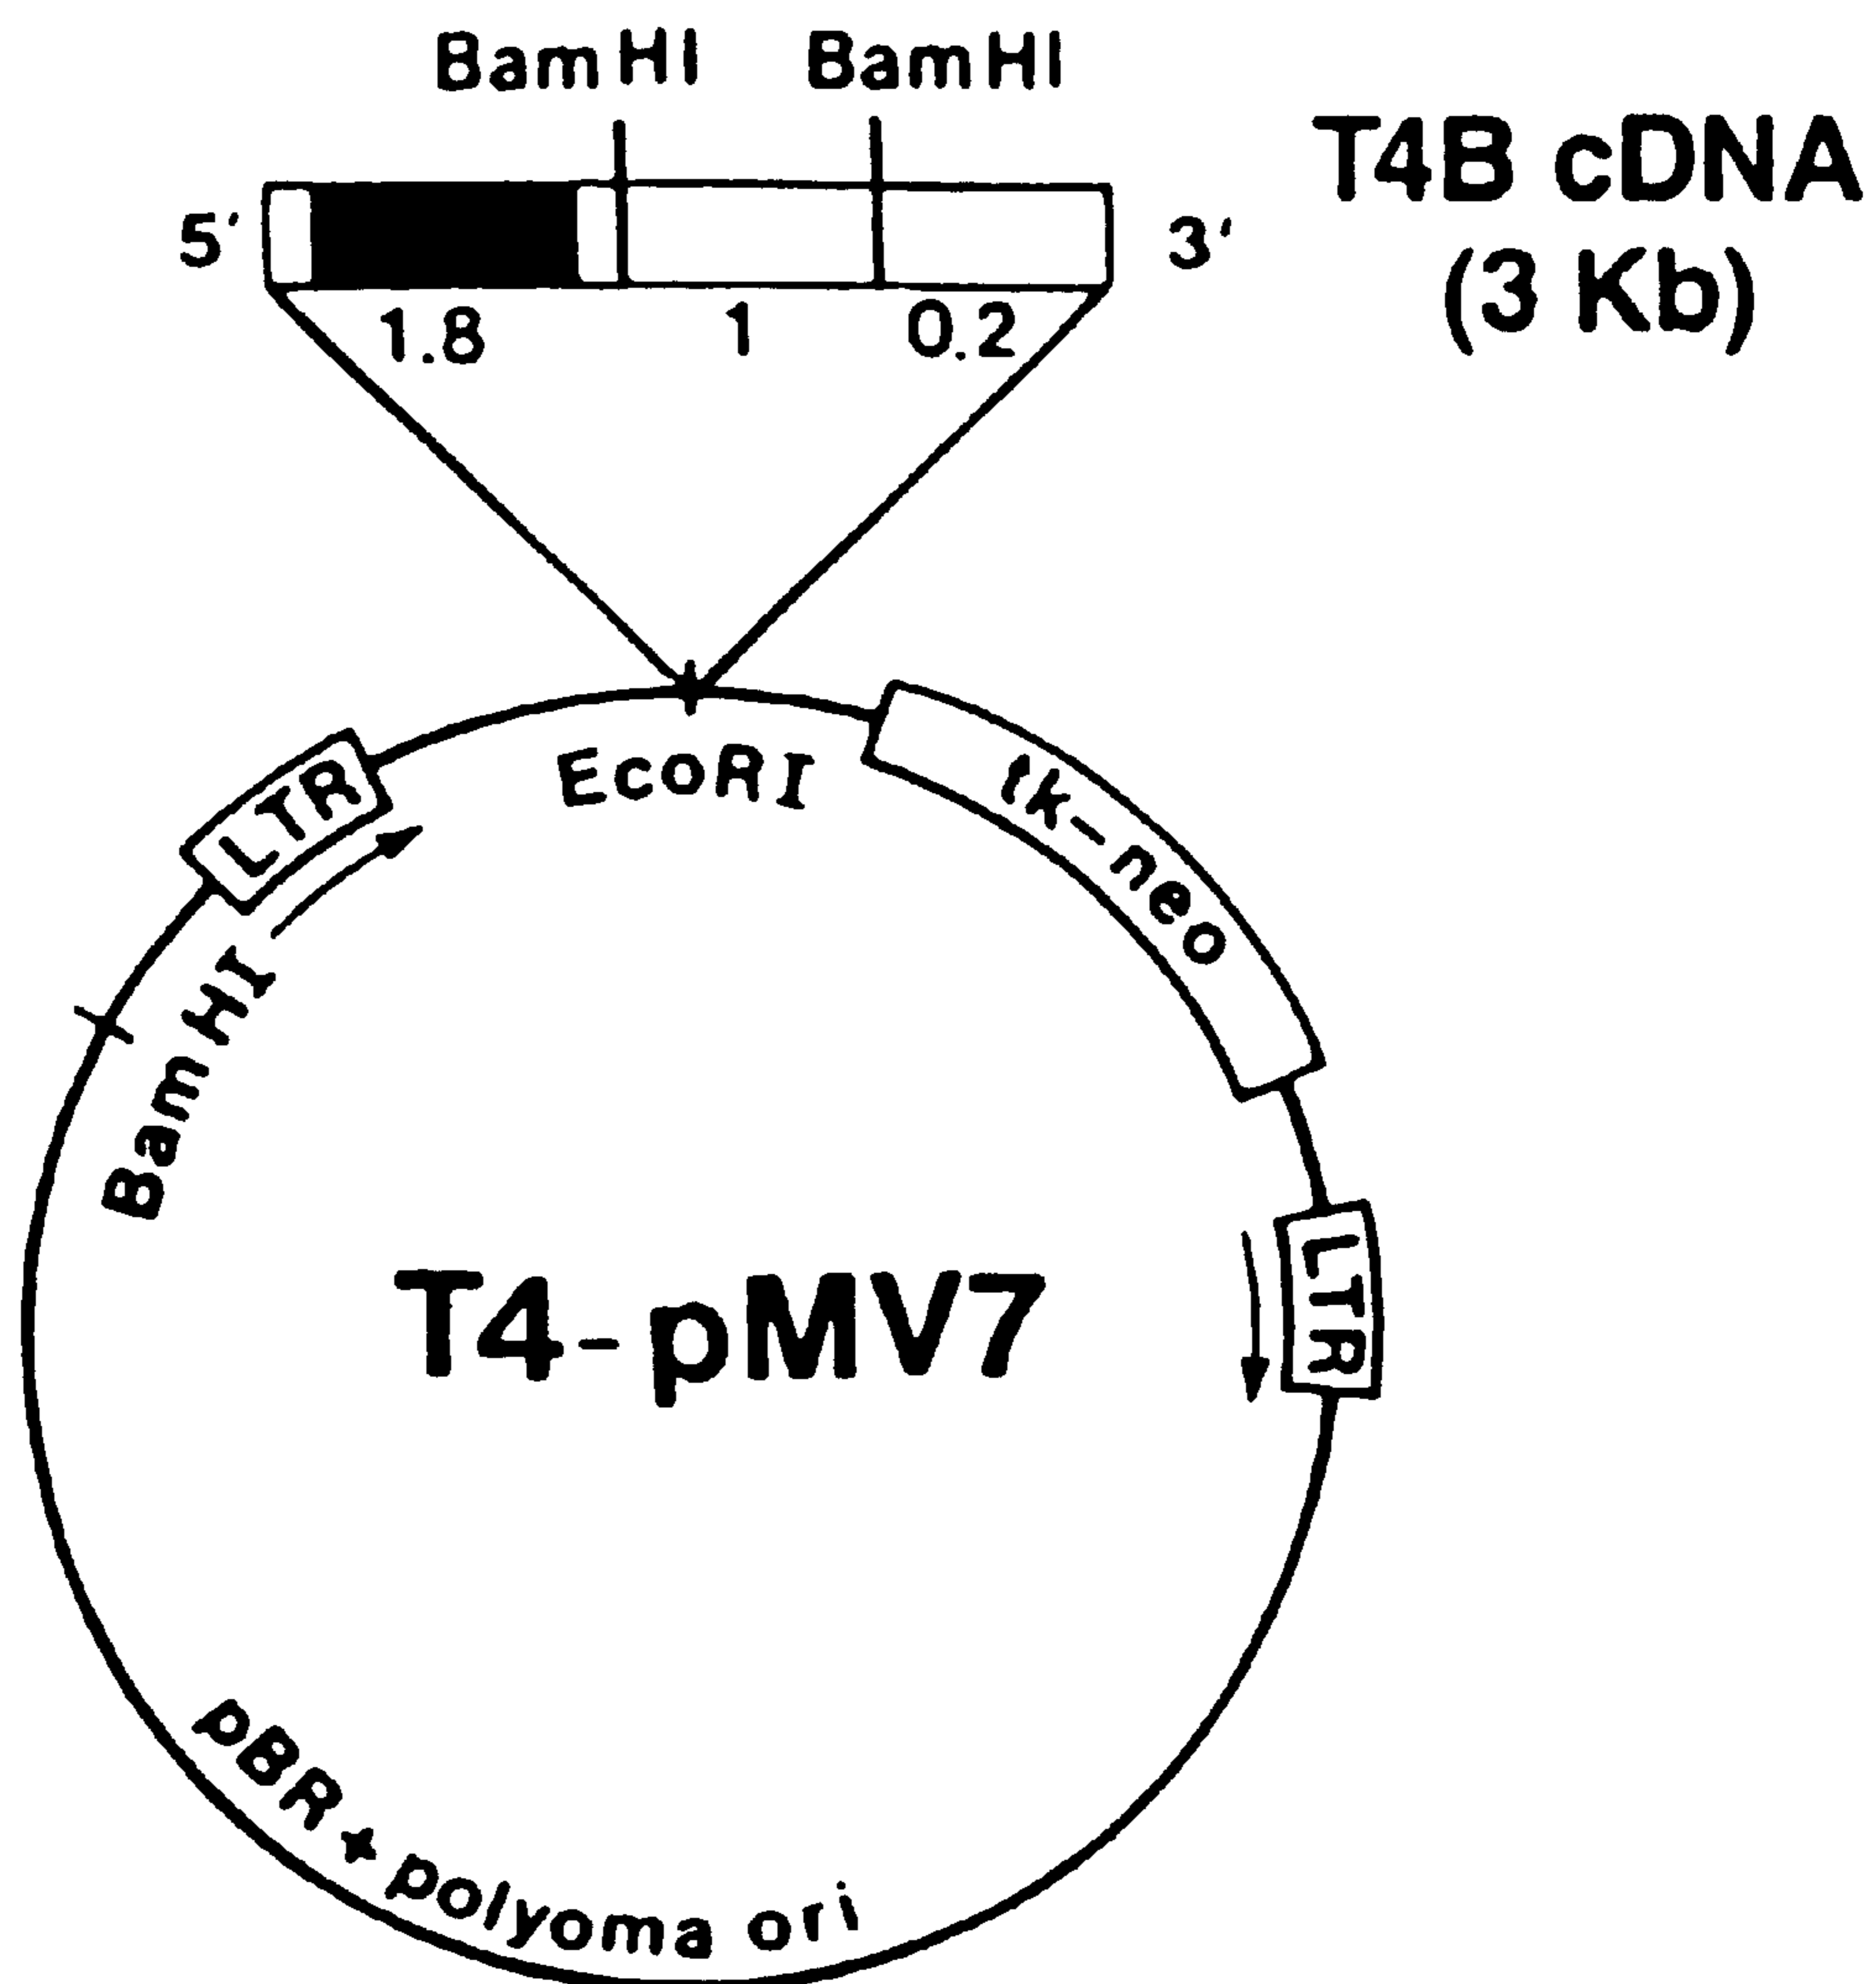 BamHI BamHI
T4B cDNA
(3 Kb)
5′ 3′
1.8 1 0.2
EcoRI
LTR
tk-neo
BamHI
LTR
T4-pMV7
pBR+polyoma ori